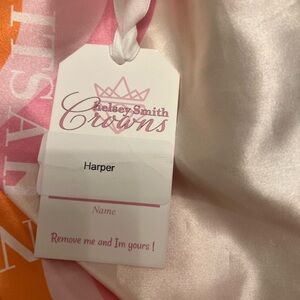 Kelsey Smith
Crowns
Harper
Name
Remove me and Im yours !